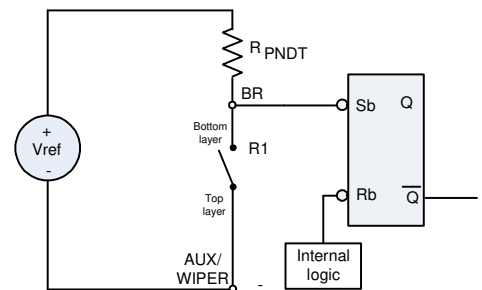 R PNDT
BR
Bottom
layer
R1
Top
layer
+
Vref
-
Sb
Q
Rb
Q
AUX/
WIPER
-
Internal
logic